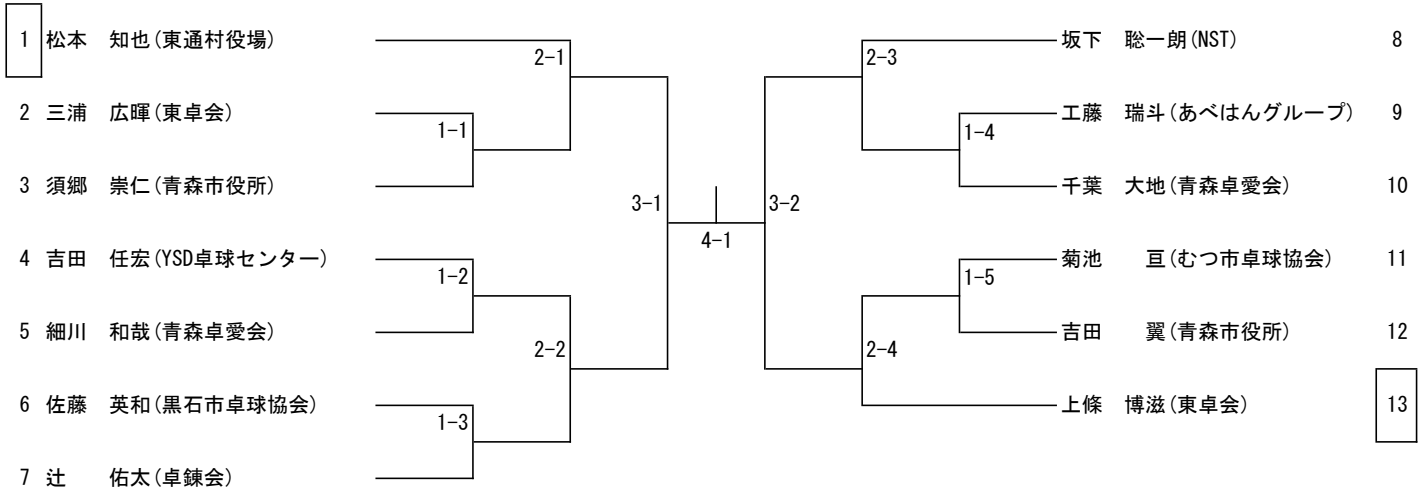 1 松本 知也(東通村役場)
2-1
2 三浦 広暉(東卓会)
1-1
3 須郷 崇仁(青森市役所)
3-1
4 吉田 任宏(YSD卓球センター)
1-2
5 細川 和哉(青森卓愛会)
2-2
6 佐藤 英和(黒石市卓球協会)
1-3
7 辻 佑太(卓錬会)
4-1
坂下 聡一朗(NST) 8
2-3
工藤 瑞斗(あべはんグループ) 9
1-4
千葉 大地(青森卓愛会) 10
3-2
菊池 亘(むつ市卓球協会) 11
1-5
吉田 翼(青森市役所) 12
2-4
上條 博滋(東卓会) 13